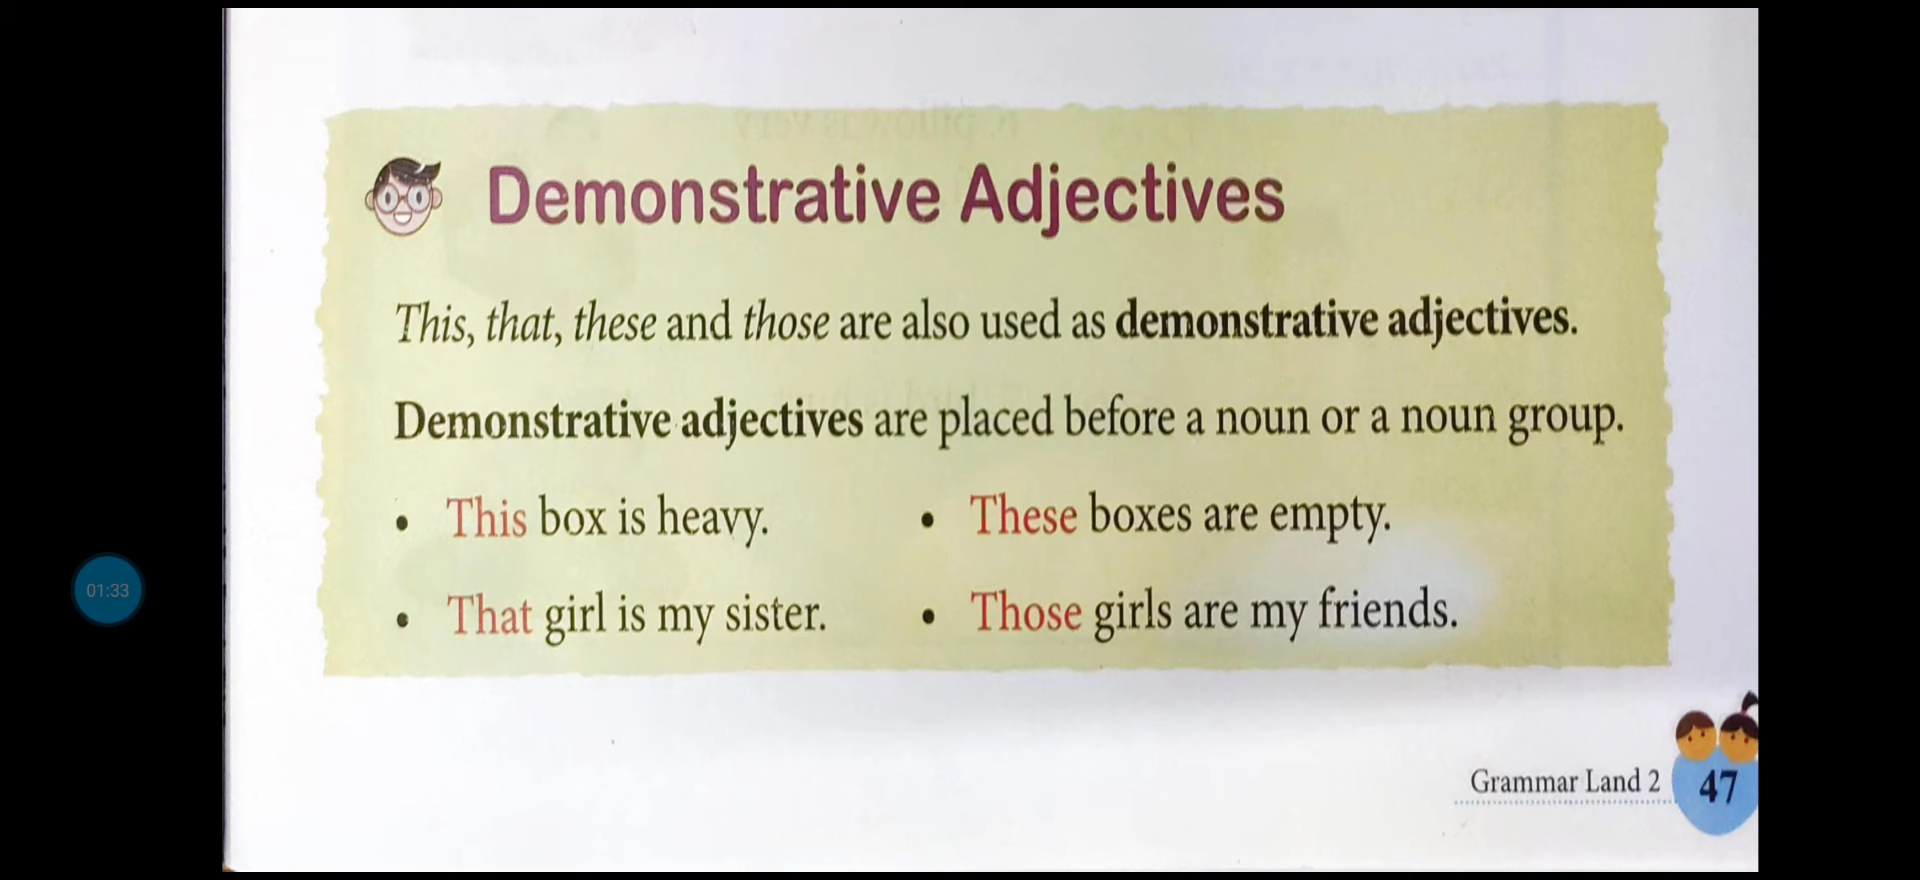 Demonstrative Adjectives
This, that, these and those are also used as demonstrative adjectives.
Demonstrative adjectives are placed before a noun or a noun group.
• This box is heavy.
• These boxes are empty.
• That girl is my sister.
• Those girls are my friends.
01:33
Grammar Land 2
47